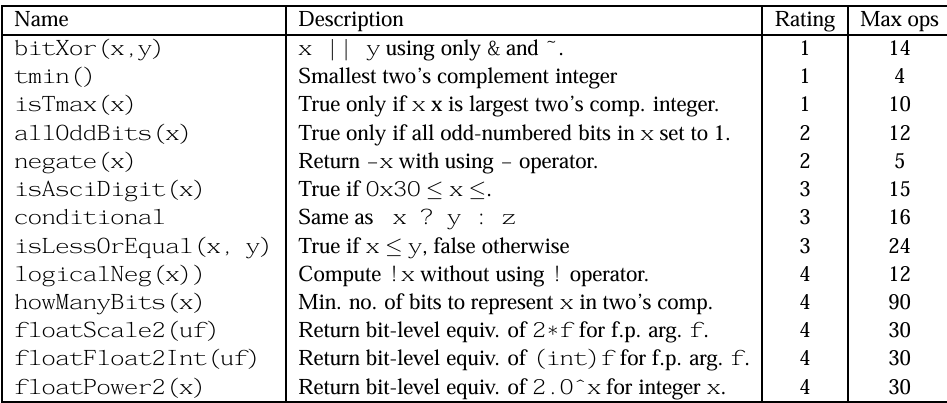 Name Description Rating Max ops
bitXor(x,y) x || y using only & and ~. 1 14
tmin() Smallest two's complement integer 1 4
isTmax(x) True only if x x is largest two's comp. integer. 1 10
allOddBits(x) True only if all odd-numbered bits in x set to 1. 2 12
negate(x) Return -x with using - operator. 2 5
isAsciDigit(x) True if 0x30 ≤ x ≤. 3 15
conditional Same as x ? y : z 3 16
isLessOrEqual(x, y) True if x ≤ y, false otherwise 3 24
logicalNeg(x)) Compute !x without using ! operator. 4 12
howManyBits(x) Min. no. of bits to represent x in two's comp. 4 90
floatScale2(uf) Return bit-level equiv. of 2*f for f.p. arg. f. 4 30
floatFloat2Int(uf) Return bit-level equiv. of (int)f for f.p. arg. f. 4 30
floatPower2(x) Return bit-level equiv. of 2.0^x for integer x. 4 30